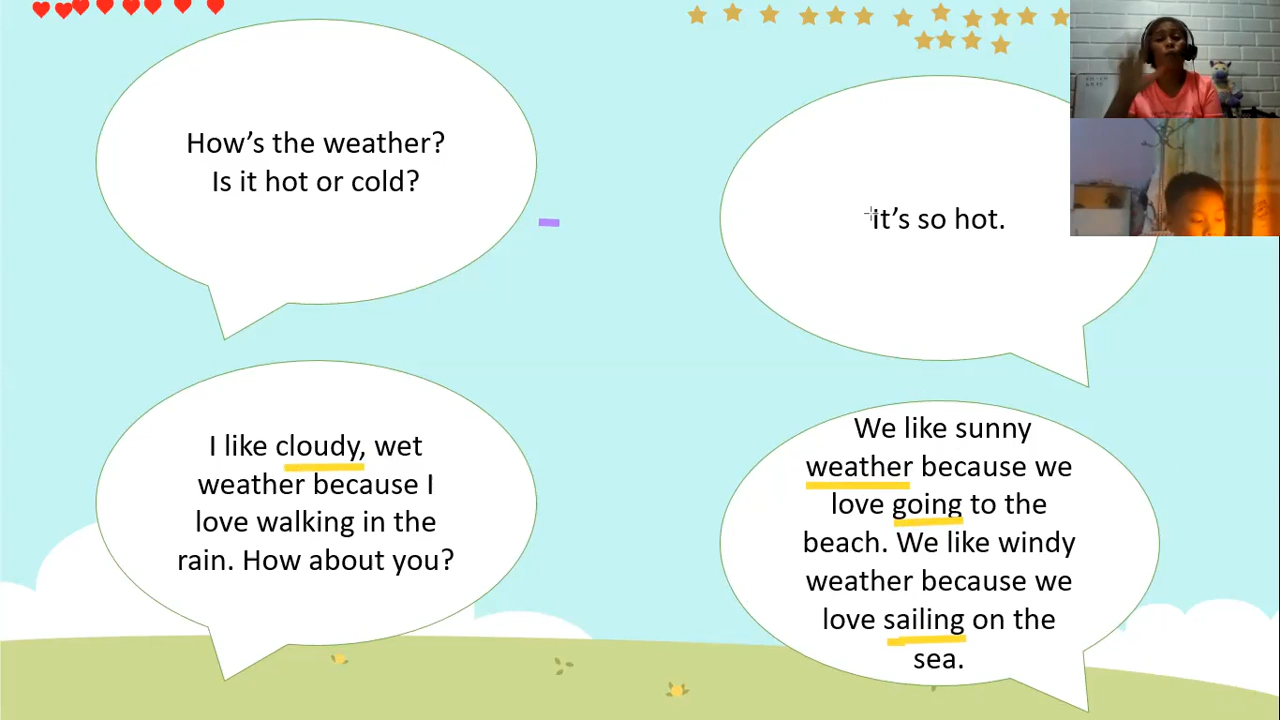 How's the weather?
Is it hot or cold?
it's so hot.
I like cloudy, wet
weather because I
love walking in the
rain. How about you?
We like sunny
weather because we
love going to the
beach. We like windy
weather because we
love sailing on the
sea.